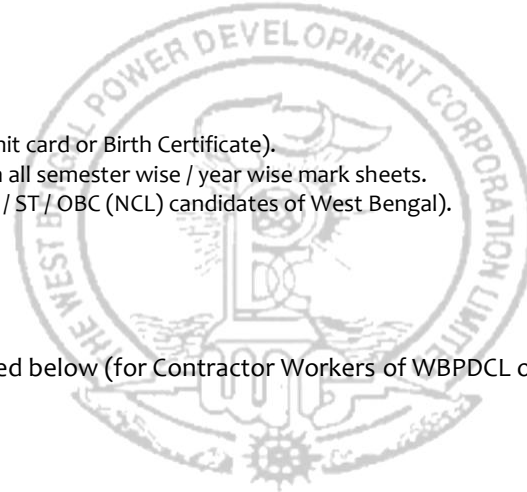 THE WEST BENGAL POWER DEVELOPMENT CORPORATION LIMITED
nit card or Birth Certificate).
all semester wise / year wise mark sheets.
/ ST / OBC (NCL) candidates of West Bengal).
ed below (for Contractor Workers of WBPDCL